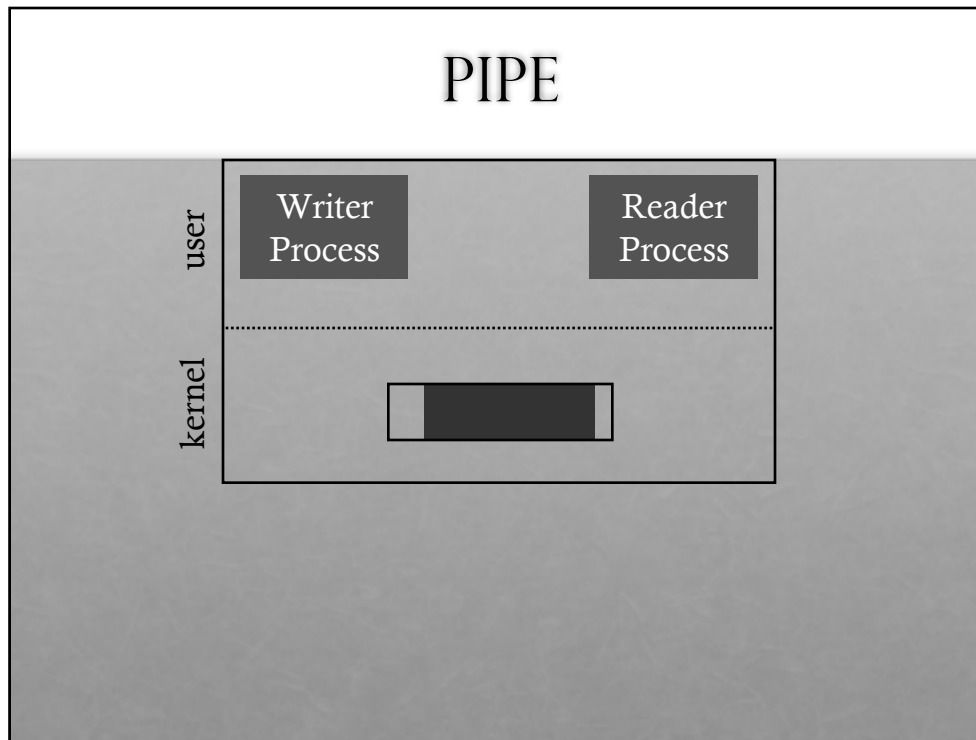 PIPE
user
Writer
Process
Reader
Process
kernel